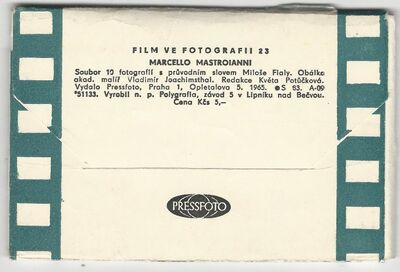 FILM VE FOTOGRAFII 23
MARCELLO MASTROIANNI
Soubor 10 fotografií s průvodním slovem Miloše Fialy. Obálka
akad. malíř Vladimír Joachimsthal. Redakce Květa Potůčková.
Vydalo Pressfoto, Praha 1, Opletalova 5. 1965. ●S 63. A-09
*51133. Vyrobil n. p. Polygrafia, závod 5 v Lipníku nad Bečvou.
Cena Kčs 5,—
PRESSFOTO